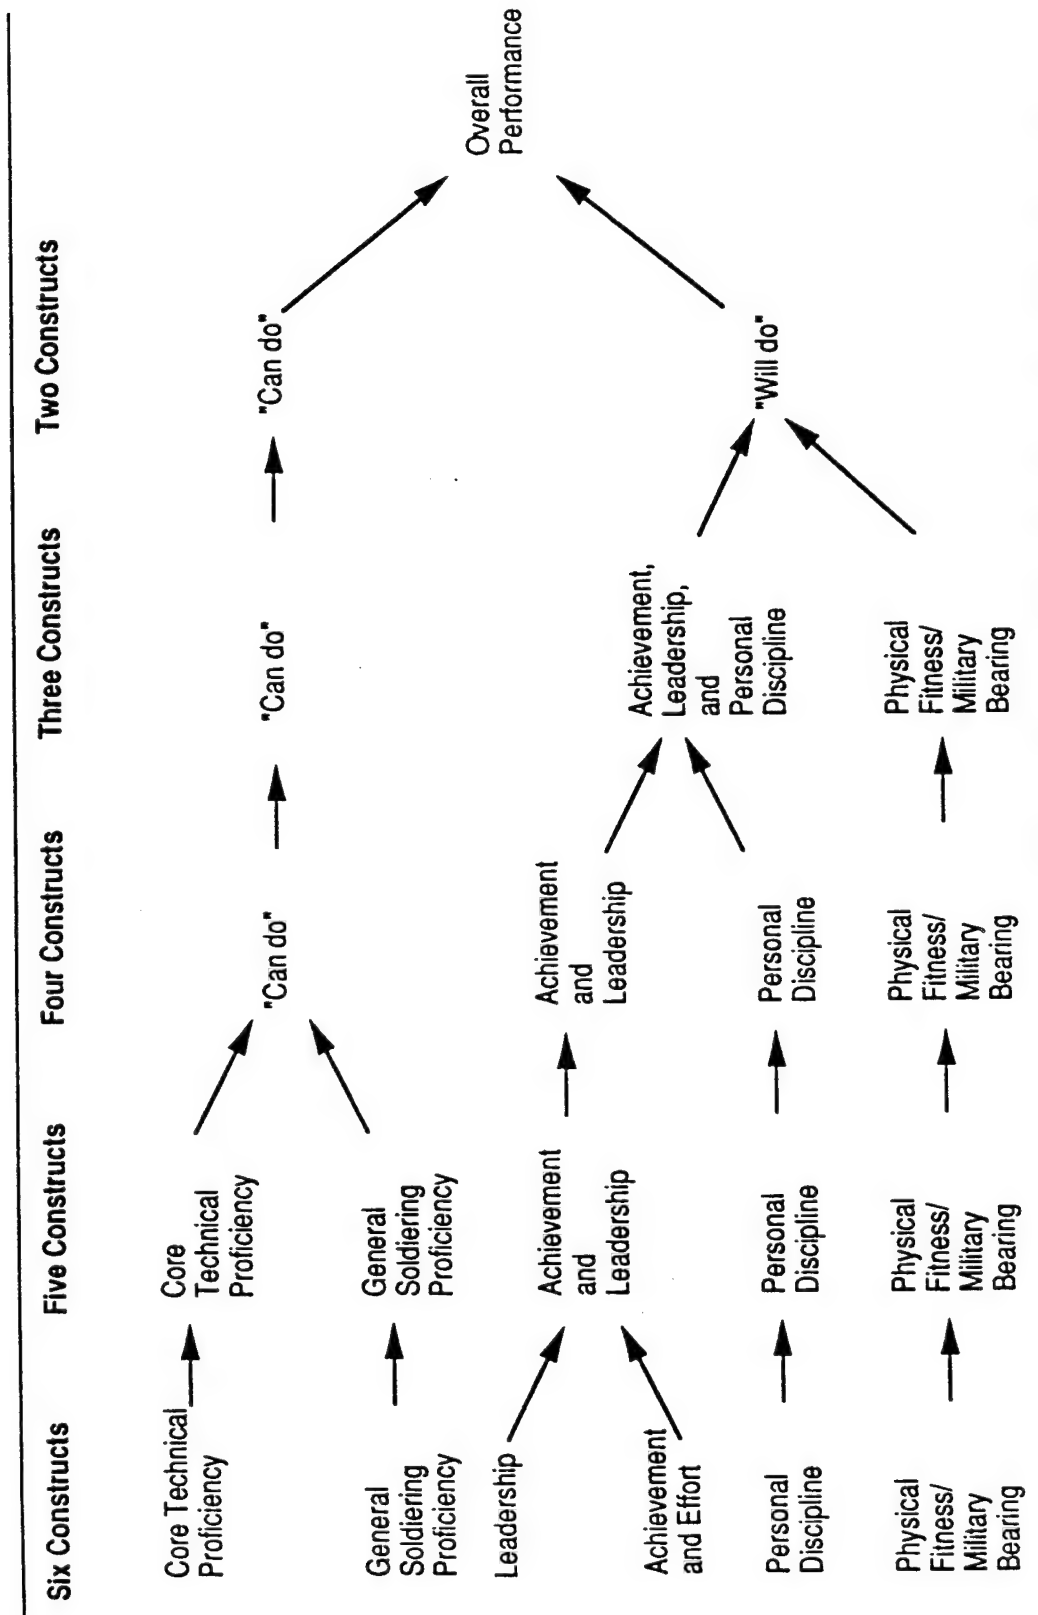 Six Constructs
Five Constructs
Four Constructs
Three Constructs
Two Constructs
Core Technical
Proficiency
General
Soldiering
Proficiency
Leadership
Achievement
and Effort
Personal
Discipline
Physical
Fitness/
Military
Bearing
Core
Technical
Proficiency
General
Soldiering
Proficiency
Achievement
and
Leadership
Personal
Discipline
Physical
Fitness/
Military
Bearing
"Can do"
Achievement
and
Leadership
Personal
Discipline
Physical
Fitness/
Military
Bearing
"Can do"
Achievement,
Leadership,
and
Personal
Discipline
Physical
Fitness/
Military
Bearing
"Can do"
"Will do"
Overall
Performance